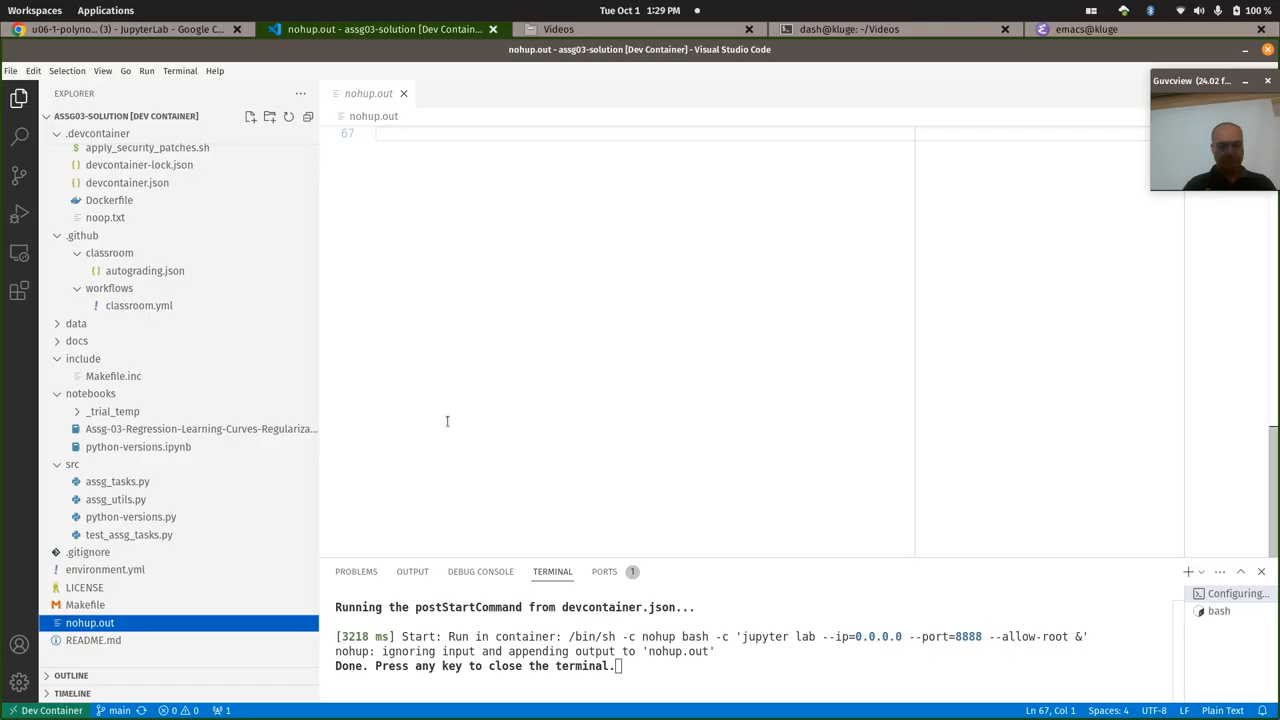 Workspaces Applications Tue Oct 1 1:29 PM 100 %
u06-1-polyno... (3) - JupyterLab - Google C... nohup.out - assg03-solution [Dev Contain... Videos dash@kluge: ~/Videos emacs@kluge
nohup.out - assg03-solution [Dev Container] - Visual Studio Code
File Edit Selection View Go Run Terminal Help
Guvcview (24.02 f...
EXPLORER
nohup.out
ASSG03-SOLUTION [DEV CONTAINER]
nohup.out
.devcontainer
67
apply_security_patches.sh
devcontainer-lock.json
devcontainer.json
Dockerfile
noop.txt
.github
classroom
autograding.json
workflows
classroom.yml
data
docs
include
Makefile.inc
notebooks
_trial_temp
Assg-03-Regression-Learning-Curves-Regulariza...
python-versions.ipynb
src
assg_tasks.py
assg_utils.py
python-versions.py
test_assg_tasks.py
.gitignore
environment.yml
LICENSE
Makefile
nohup.out
README.md
OUTLINE
TIMELINE
PROBLEMS OUTPUT DEBUG CONSOLE TERMINAL PORTS 1
Running the postStartCommand from devcontainer.json...
[3218 ms] Start: Run in container: /bin/sh -c nohup bash -c 'jupyter lab --ip=0.0.0.0 --port=8888 --allow-root &'
nohup: ignoring input and appending output to 'nohup.out'
Done. Press any key to close the terminal.
Configuring...
bash
Dev Container main 0 0 1 Ln 67, Col 1 Spaces: 4 UTF-8 LF Plain Text